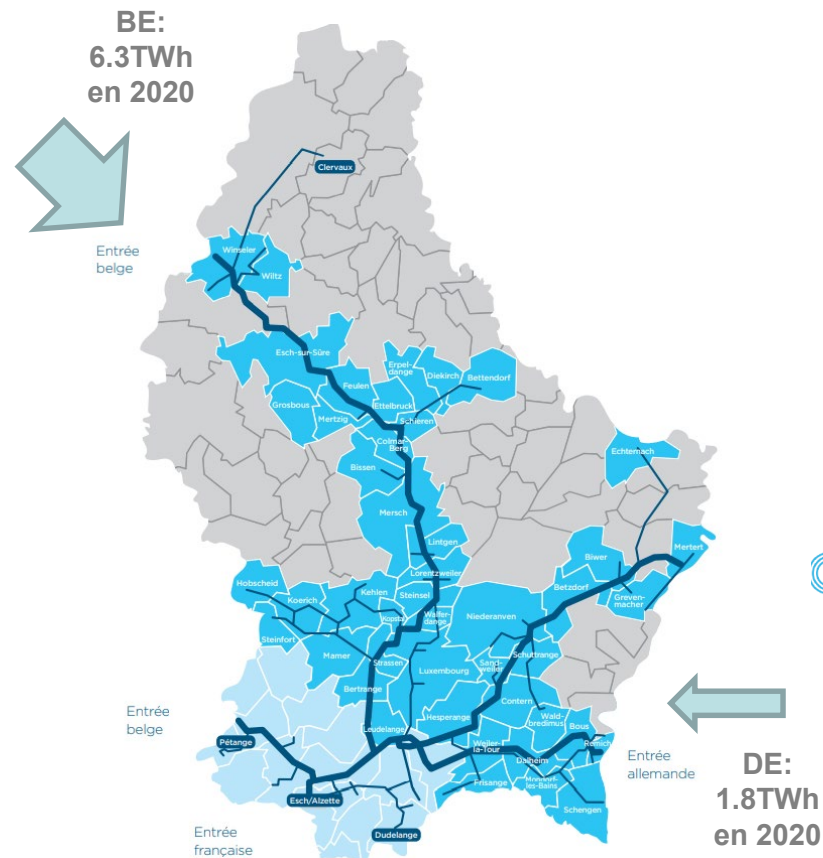 BE:
6.3TWh
en 2020
Clervaux
Entrée
belge
Winseler
Wiltz
Esch-sur-Sûre
Erpel-
dange
Diekirch
Bettendorf
Feulen
Ettelbruck
Grosbous
Mertzig
Schieren
Colmar-
Berg
Bissen
Echternach
Mersch
Lintgen
Mertert
Biwer
Lorentzweiler
Hobscheid
Kehlen
Steinsel
Betzdorf
Greven-
macher
Koerich
Kopstal
Walfer-
dange
Niederanven
Steinfort
Mamer
Strassen
Luxembourg
Sand-
weiler
Schuttrange
Bertrange
Contern
Entrée
belge
Leudelange
Hesperange
Wald-
bredimus
Bous
Pétange
Weiler-
la-Tour
Remich
Dalheim
Entrée
allemande
Mondorf-
les-Bains
Frisange
Esch/Alzette
Schengen
DE:
1.8TWh
en 2020
Entrée
française
Dudelange